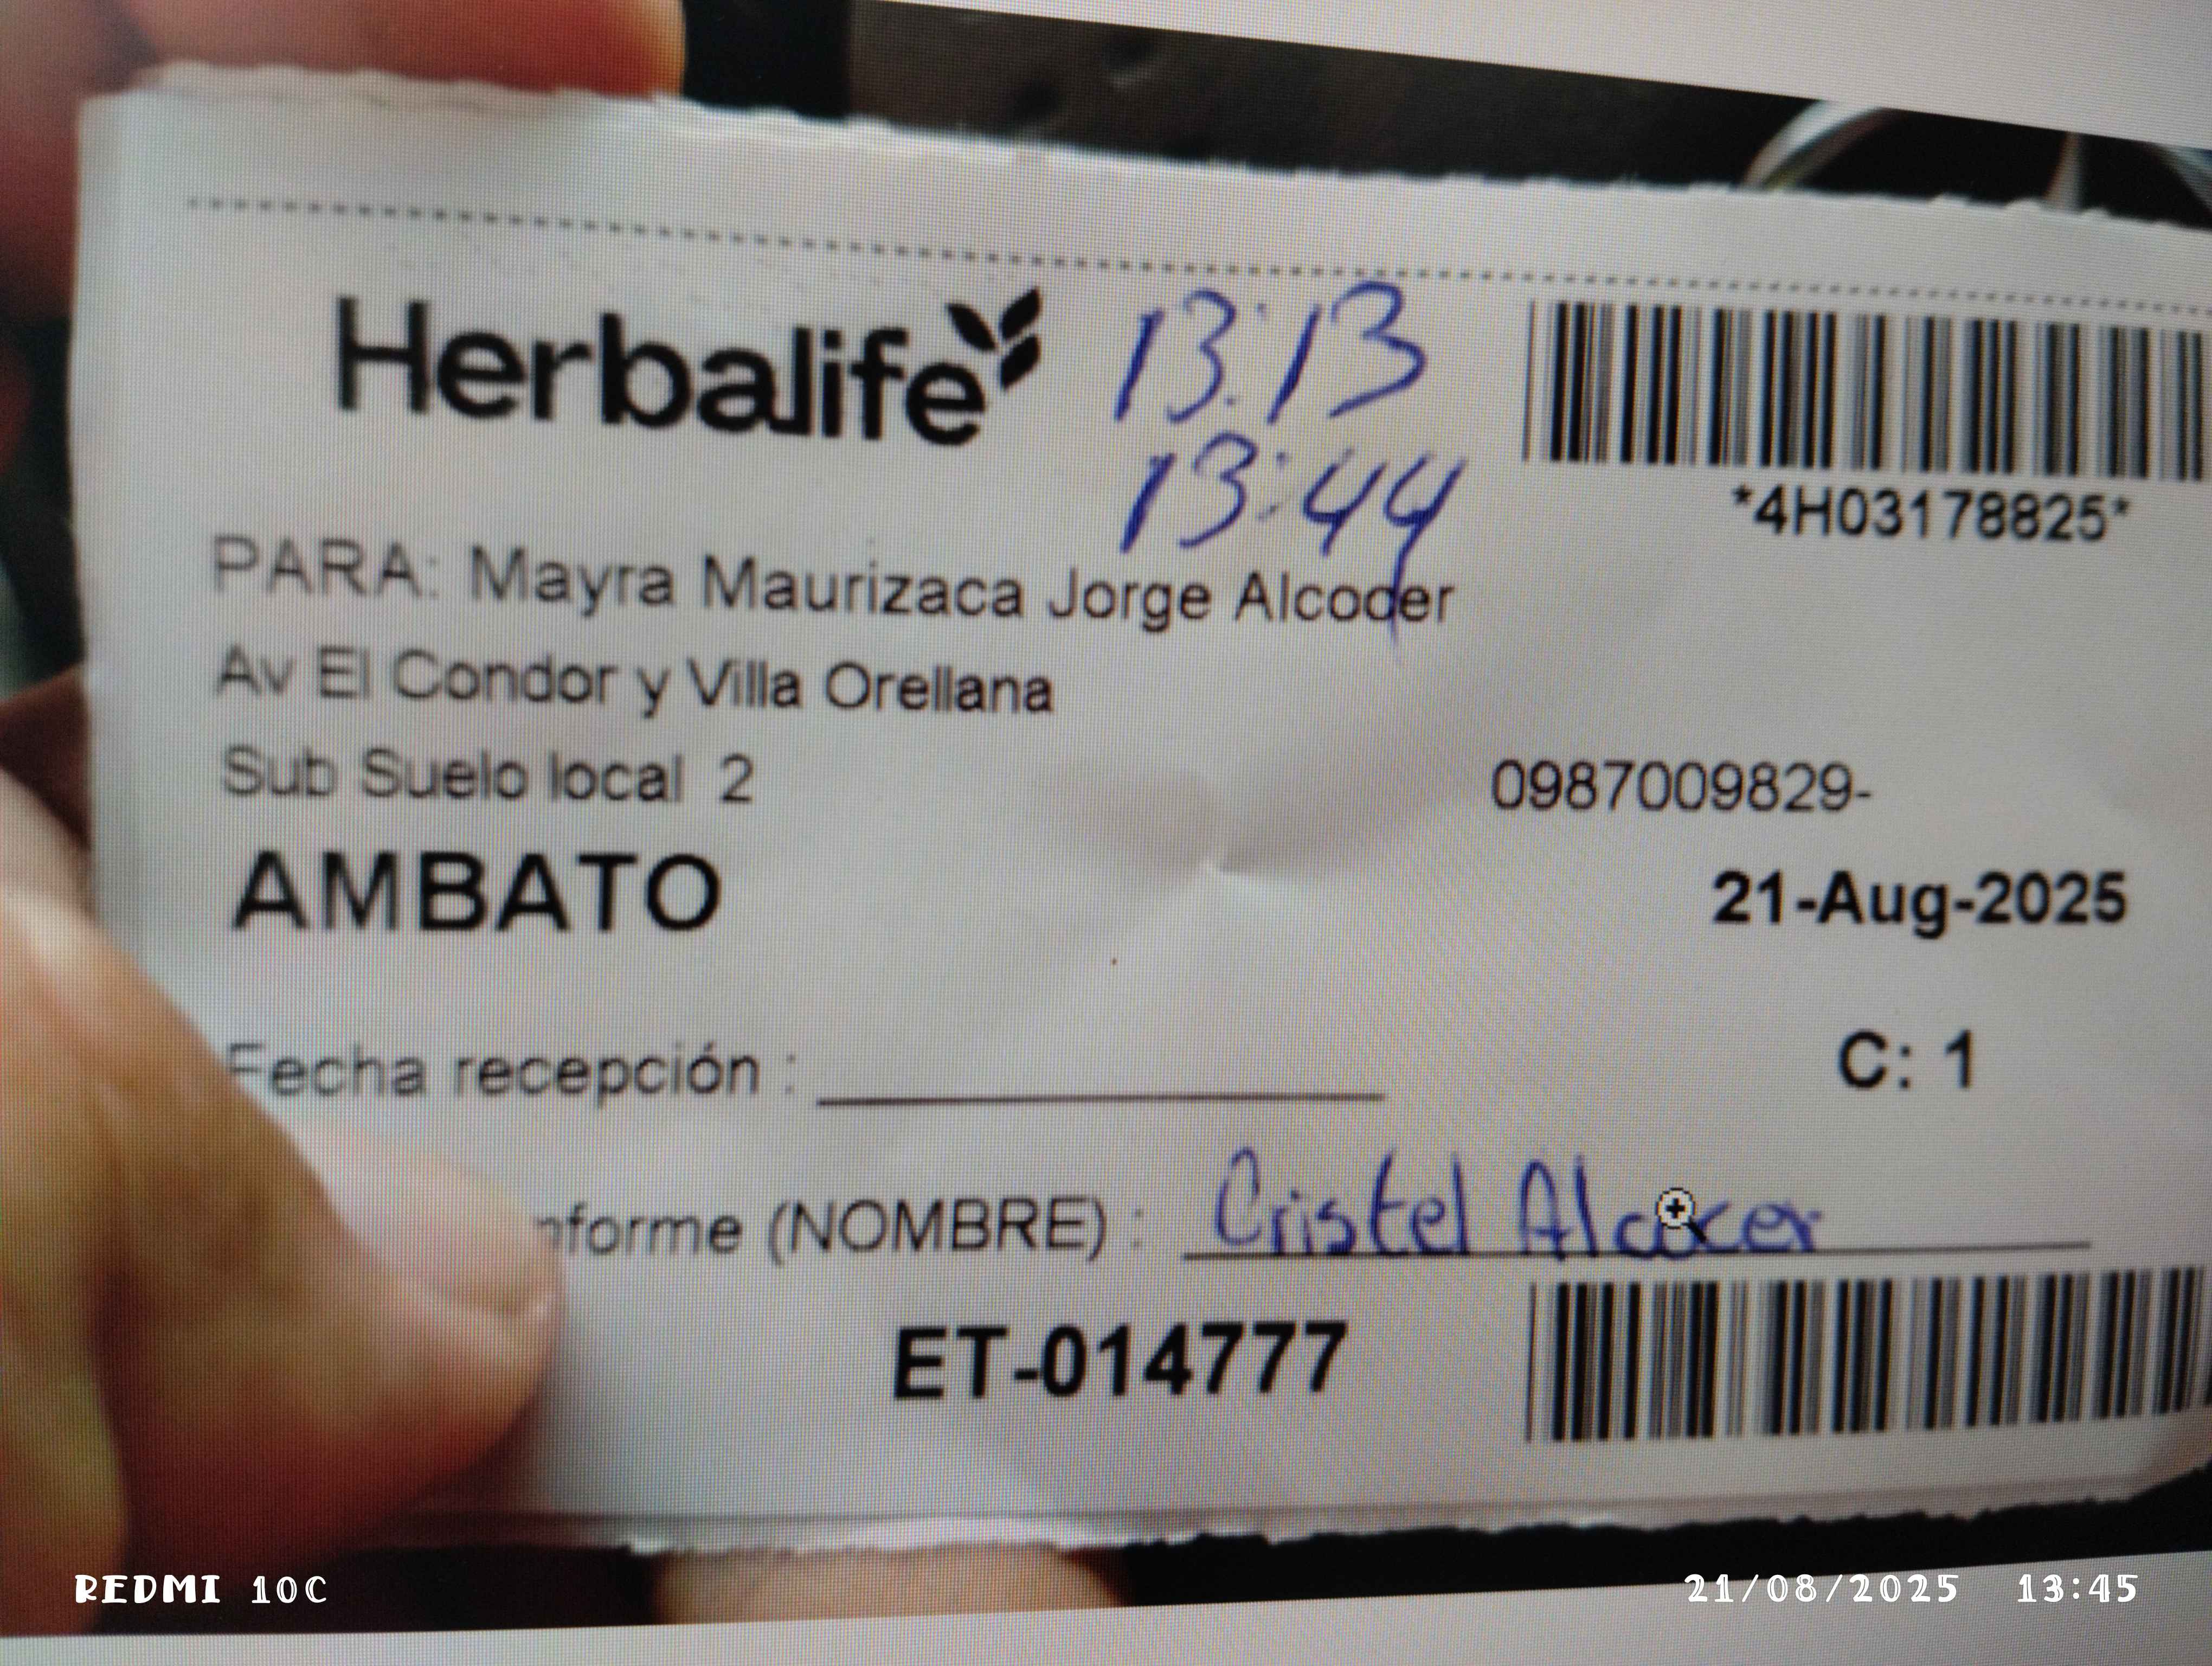 Herbalife
13:13
13:44
*4H03178825*
PARA: Mayra Maurizaca Jorge Alcocer
Av El Condor y Villa Orellana
Sub Suelo local 2
0987009829-
AMBATO
21-Aug-2025
Fecha recepción :
C: 1
nforme (NOMBRE) : Cristel Alcocer
ET-014777
REDMI 10C
21/08/2025 13:45